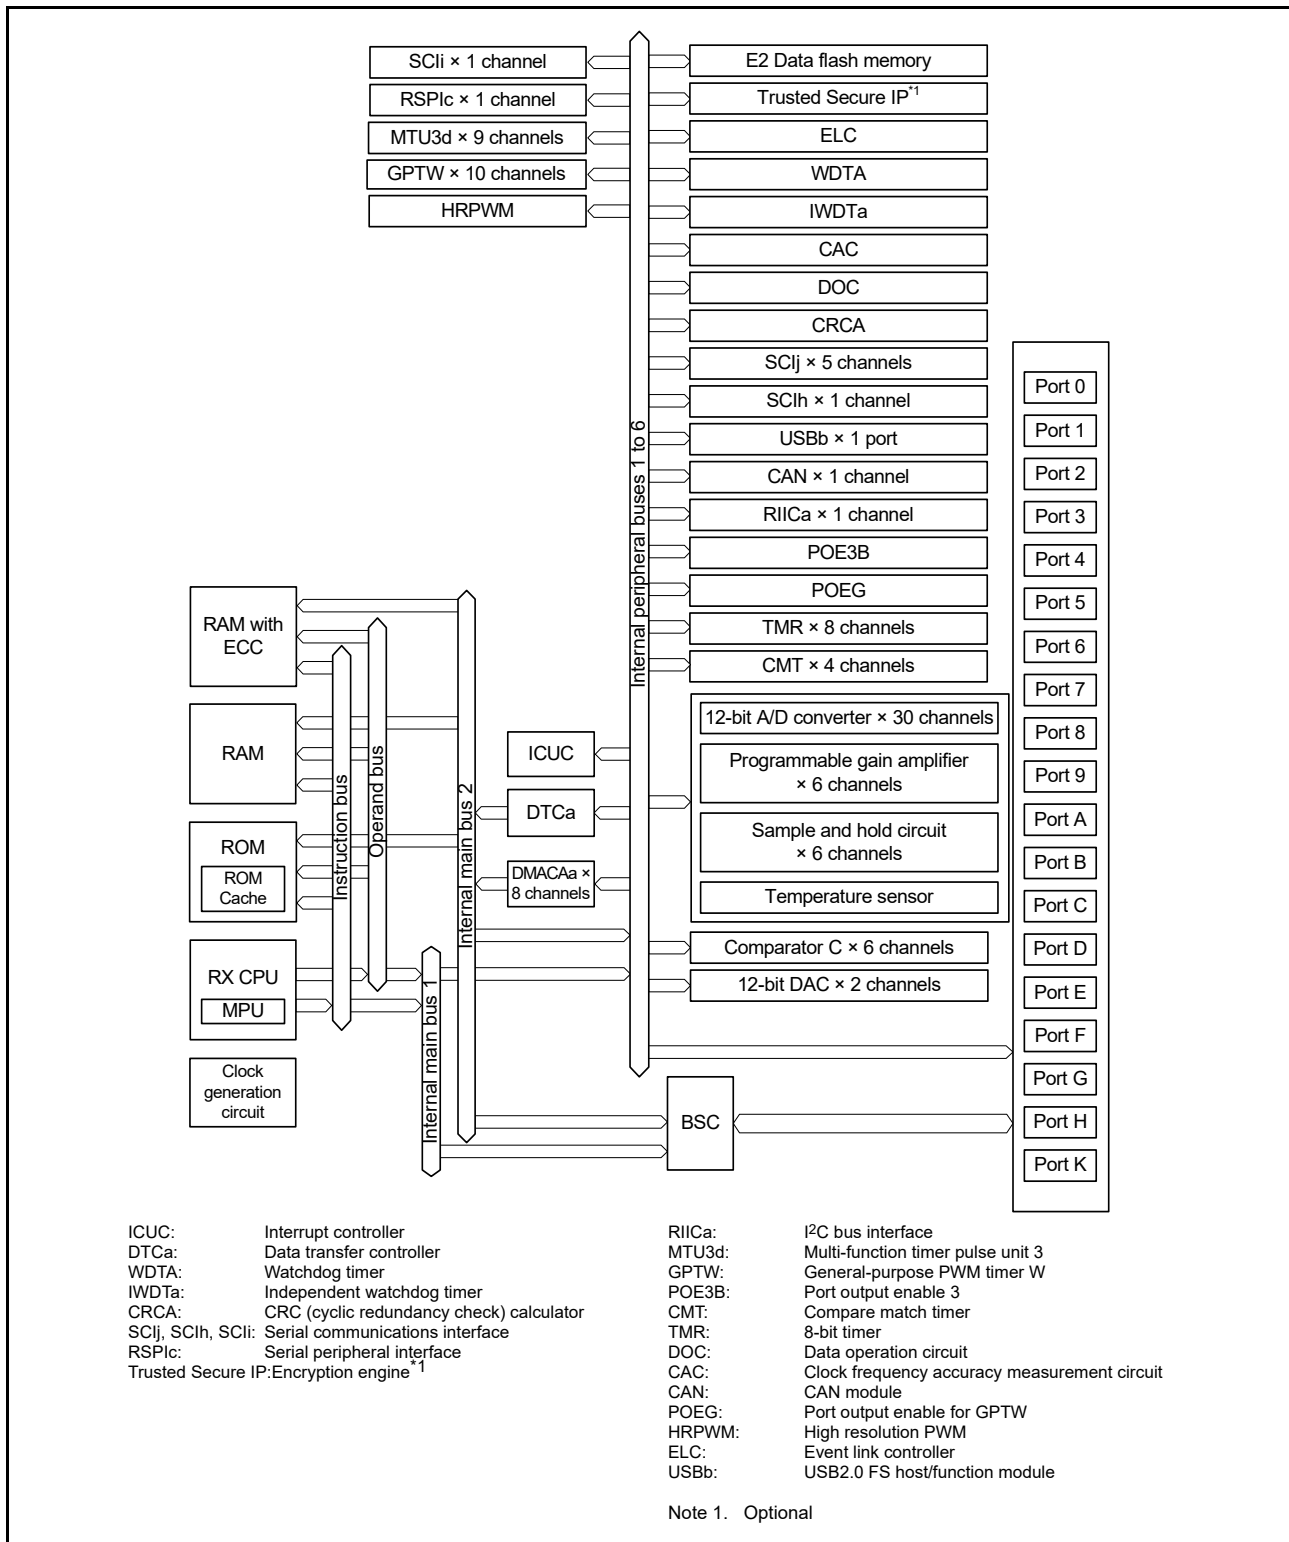 SCIi × 1 channel
RSPIc × 1 channel
MTU3d × 9 channels
GPTW × 10 channels
HRPWM
E2 Data flash memory
Trusted Secure IP*1
ELC
WDTA
IWDTa
CAC
DOC
CRCA
SCIj × 5 channels
SCIh × 1 channel
USBb × 1 port
CAN × 1 channel
RIICa × 1 channel
POE3B
POEG
TMR × 8 channels
CMT × 4 channels
12-bit A/D converter × 30 channels
Programmable gain amplifier
× 6 channels
Sample and hold circuit
× 6 channels
Temperature sensor
Comparator C × 6 channels
12-bit DAC × 2 channels
Internal peripheral buses 1 to 6
Port 0
Port 1
Port 2
Port 3
Port 4
Port 5
Port 6
Port 7
Port 8
Port 9
Port A
Port B
Port C
Port D
Port E
Port F
Port G
Port H
Port K
RAM with
ECC
RAM
ROM
ROM
Cache
RX CPU
MPU
Clock
generation
circuit
Instruction bus
Operand bus
Internal main bus 1
Internal main bus 2
ICUC
DTCa
DMACAa ×
8 channels
BSC
ICUC: Interrupt controller
DTCa: Data transfer controller
WDTA: Watchdog timer
IWDTa: Independent watchdog timer
CRCA: CRC (cyclic redundancy check) calculator
SCIj, SCIh, SCIi: Serial communications interface
RSPIc: Serial peripheral interface
Trusted Secure IP:Encryption engine*1
RIICa: I2C bus interface
MTU3d: Multi-function timer pulse unit 3
GPTW: General-purpose PWM timer W
POE3B: Port output enable 3
CMT: Compare match timer
TMR: 8-bit timer
DOC: Data operation circuit
CAC: Clock frequency accuracy measurement circuit
CAN: CAN module
POEG: Port output enable for GPTW
HRPWM: High resolution PWM
ELC: Event link controller
USBb: USB2.0 FS host/function module
Note 1. Optional